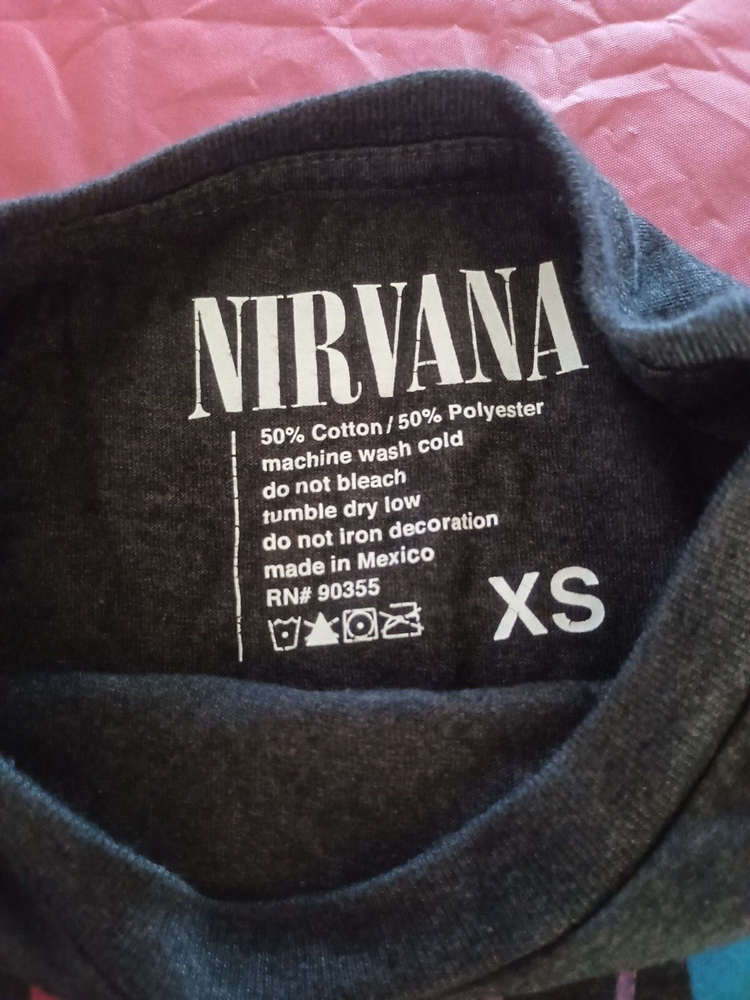 NIRVANA
50% Cotton / 50% Polyester
machine wash cold
do not bleach
tumble dry low
do not iron decoration
made in Mexico
RN# 90355
XS